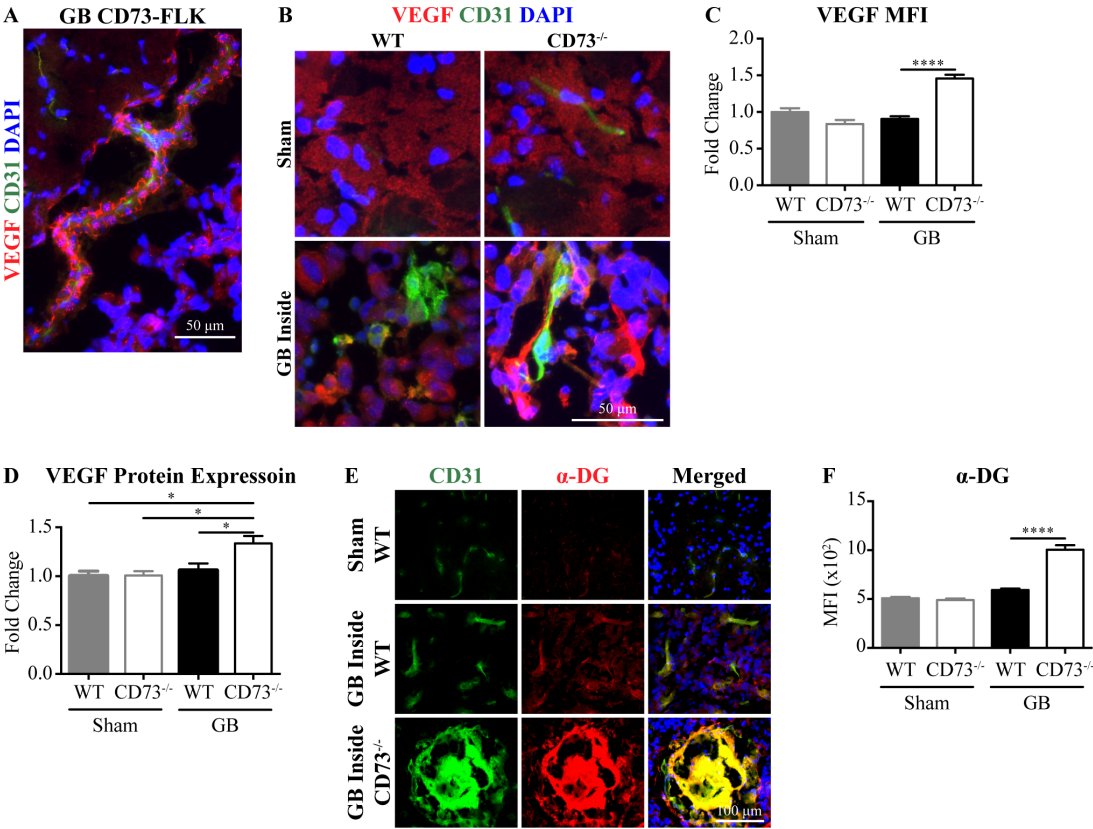 A
GB CD73-FLK
VEGF CD31 DAPI
50 µm
B
VEGF CD31 DAPI
WT
CD73-/-
Sham
GB Inside
50 µm
C
VEGF MFI
Fold Change
2.0
1.5
1.0
0.5
0.0
****
WT CD73-/- WT CD73-/-
Sham GB
D
VEGF Protein Expressoin
Fold Change
1.5
1.0
0.5
0.0
*
*
*
WT CD73-/- WT CD73-/-
Sham GB
E
CD31
α-DG
Merged
Sham
WT
GB Inside
WT
GB Inside
CD73-/-
100 µm
F
α-DG
MFI (x10²)
15
10
5
0
****
WT CD73-/- WT CD73-/-
Sham GB